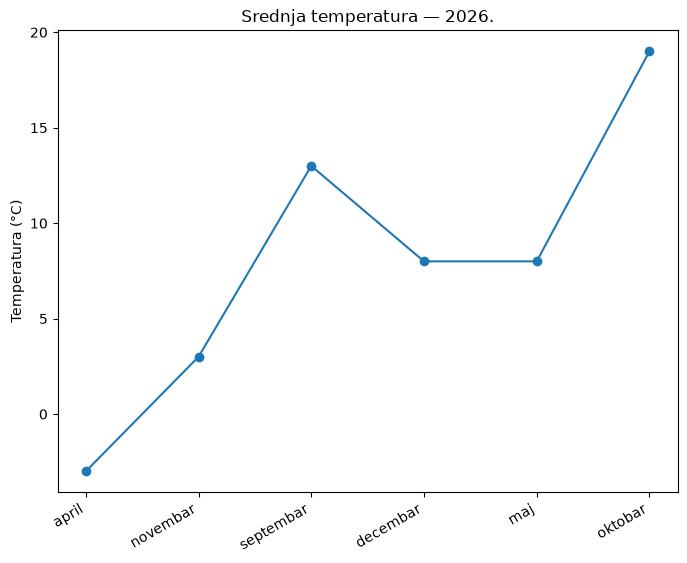 Srednja temperatura — 2026.
Temperatura (°C)
20
15
10
5
0
april
novembar
septembar
decembar
maj
oktobar